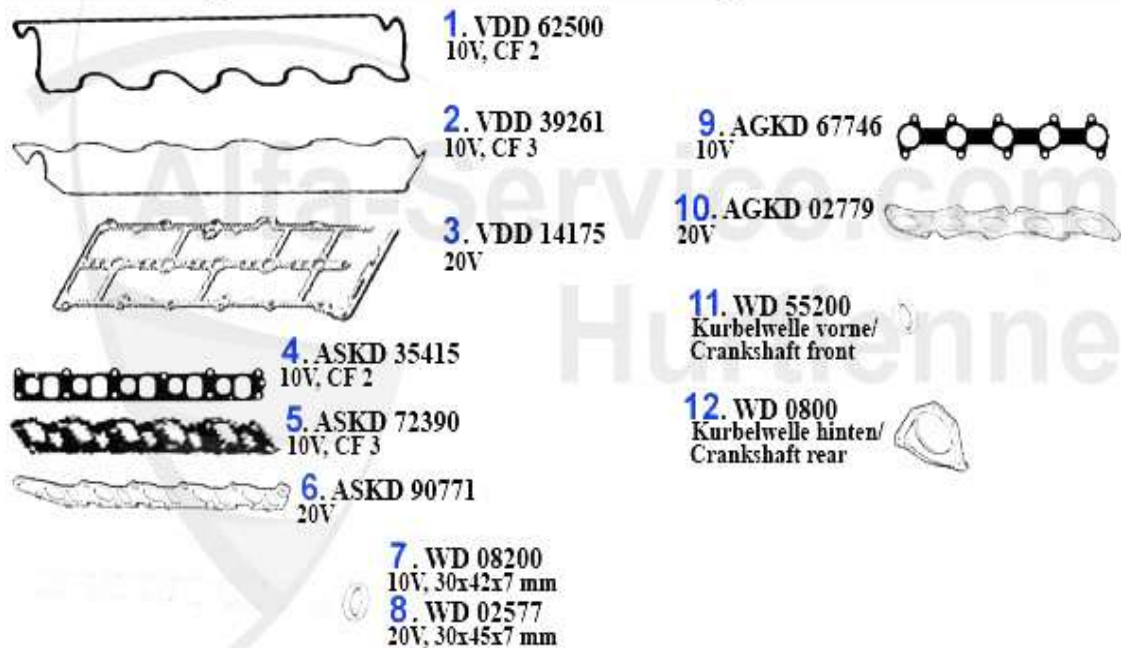 1. VDD 62500
10V, CF 2
2. VDD 39261
10V, CF 3
3. VDD 14175
20V
4. ASKD 35415
10V, CF 2
5. ASKD 72390
10V, CF 3
6. ASKD 90771
20V
7. WD 08200
10V, 30x42x7 mm
8. WD 02577
20V, 30x45x7 mm
9. AGKD 67746
10V
10. AGKD 02779
20V
11. WD 55200
Kurbelwelle vorne/
Crankshaft front
12. WD 0800
Kurbelwelle hinten/
Crankshaft rear
Alfa-Service.com
Hurtienne